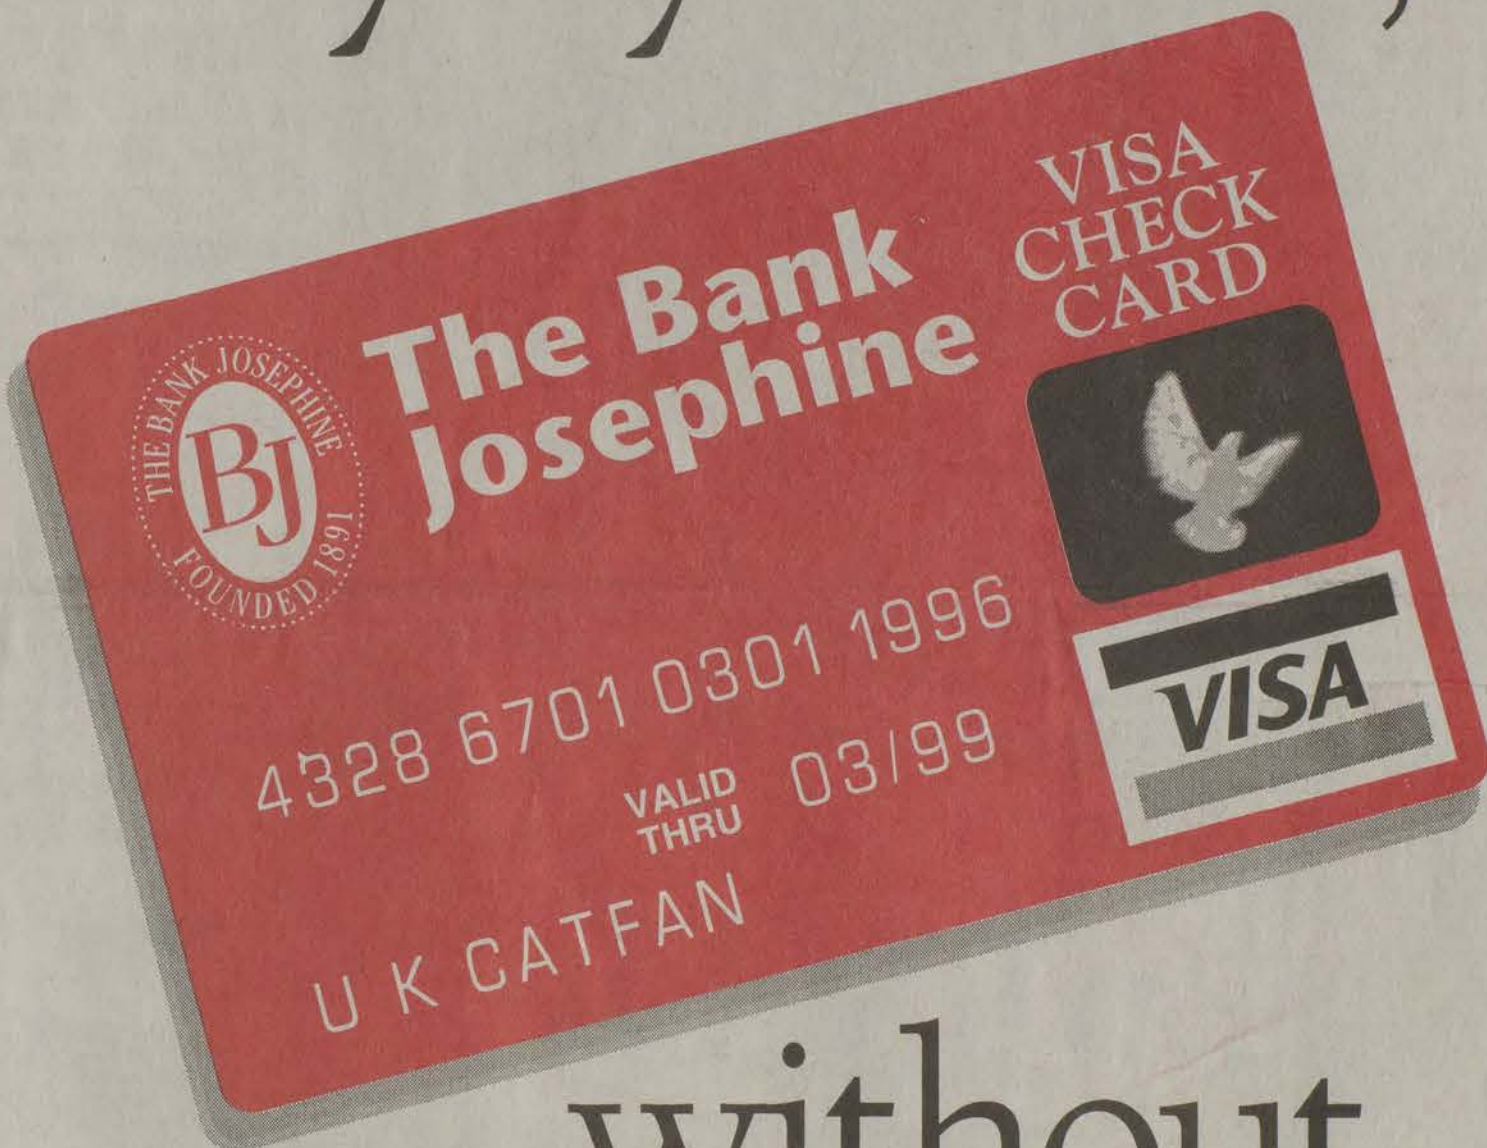 VISA
CHECK
CARD
The Bank
Josephine
THE BANK JOSEPHINE
BJ
FOUNDED 1891
4328 6701 0301 1996
VALID
THRU
03/99
VISA
U K CATFAN
without